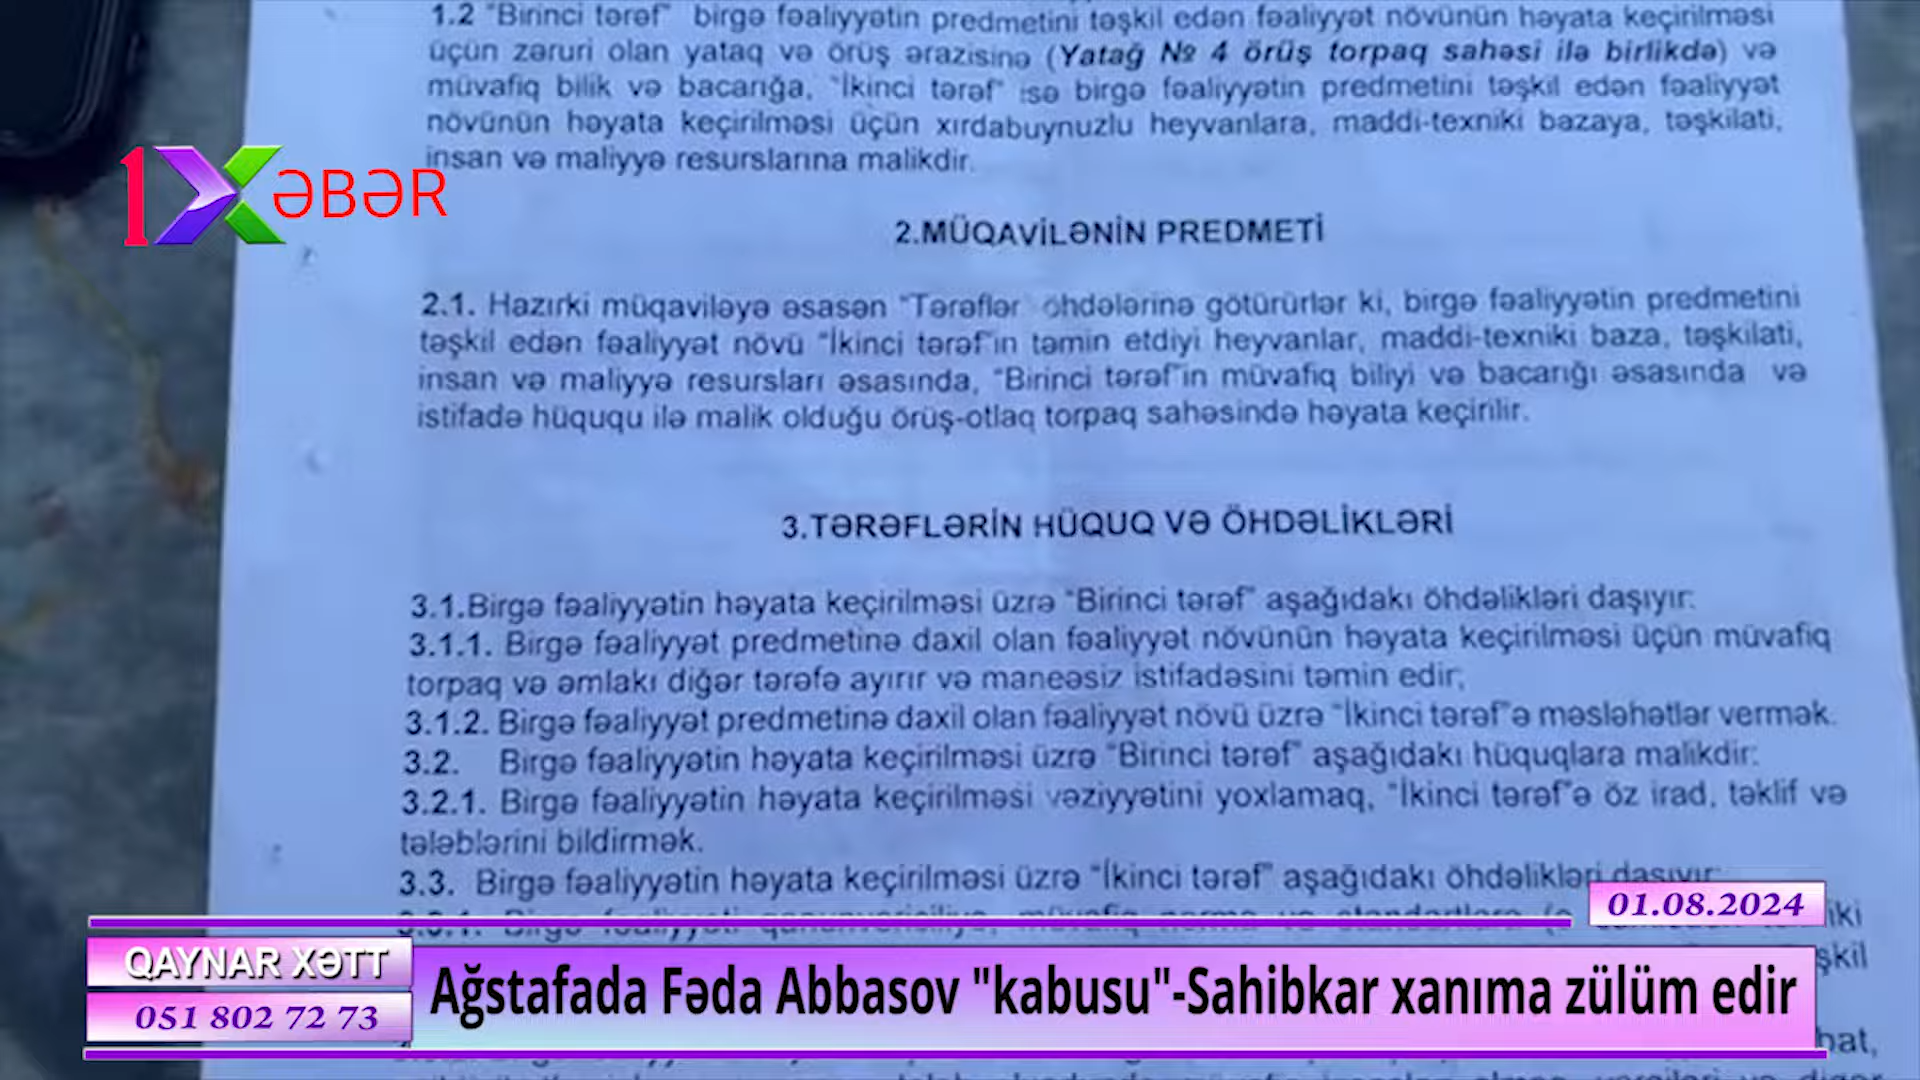 1.2 "Birinci tərəf" birgə fəaliyyətin predmetini təşkil edən fəaliyyət növünün həyata keçirilməsi
üçün zəruri olan yataq və örüş ərazisinə (Yatağ № 4 örüş torpaq sahəsi ilə birlikdə) və
müvafiq bilik və bacarığa, "İkinci tərəf" isə birgə fəaliyyətin predmetini təşkil edən fəaliyyət
növünün həyata keçirilməsi üçün xırdabuynuzlu heyvanlara, maddi-texniki bazaya, təşkilati,
insan və maliyyə resurslarına malikdir.
1XƏBƏR
2.MÜQAVİLƏNİN PREDMETİ
2.1. Hazırki müqaviləyə əsasən "Tərəflər öhdələrinə götürürlər ki, birgə fəaliyyətin predmetini
təşkil edən fəaliyyət növü "İkinci tərəf"in təmin etdiyi heyvanlar, maddi-texniki baza, təşkilati,
insan və maliyyə resursları əsasında, "Birinci tərəf"in müvafiq biliyi və bacarığı əsasında və
istifadə hüququ ilə malik olduğu örüş-otlaq torpaq sahəsində həyata keçirilir.
3.TƏRƏFLƏRİN HÜQUQ VƏ ÖHDƏLİKLƏRİ
3.1.Birgə fəaliyyətin həyata keçirilməsi üzrə "Birinci tərəf" aşağıdakı öhdəlikləri daşıyır:
3.1.1. Birgə fəaliyyət predmetinə daxil olan fəaliyyət növünün həyata keçirilməsi üçün müvafiq
torpaq və əmlakı digər tərəfə ayırır və maneəsiz istifadəsini təmin edir;
3.1.2. Birgə fəaliyyət predmetinə daxil olan fəaliyyət növü üzrə "İkinci tərəf"ə məsləhətlər vermək.
3.2. Birgə fəaliyyətin həyata keçirilməsi üzrə "Birinci tərəf" aşağıdakı hüquqlara malikdir:
3.2.1. Birgə fəaliyyətin həyata keçirilməsi vəziyyətini yoxlamaq, "İkinci tərəf"ə öz irad, təklif və
tələblərini bildirmək.
3.3. Birgə fəaliyyətin həyata keçirilməsi üzrə "İkinci tərəf" aşağıdakı öhdəlikləri daşıyır:
01.08.2024
QAYNAR XƏTT
051 802 72 73
Ağstafada Fəda Abbasov "kabusu"-Sahibkar xanıma zülüm edir